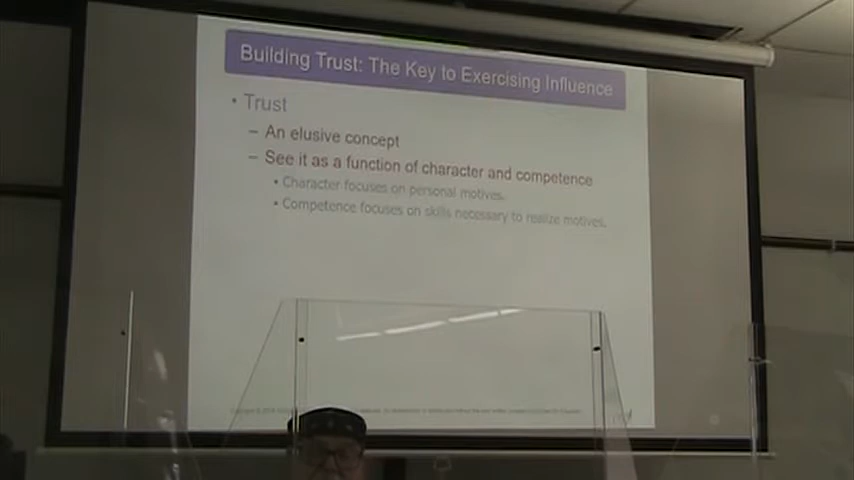 Building Trust: The Key to Exercising Influence
• Trust
– An elusive concept
– See it as a function of character and competence
• Character focuses on personal motives.
• Competence focuses on skills necessary to realize motives.